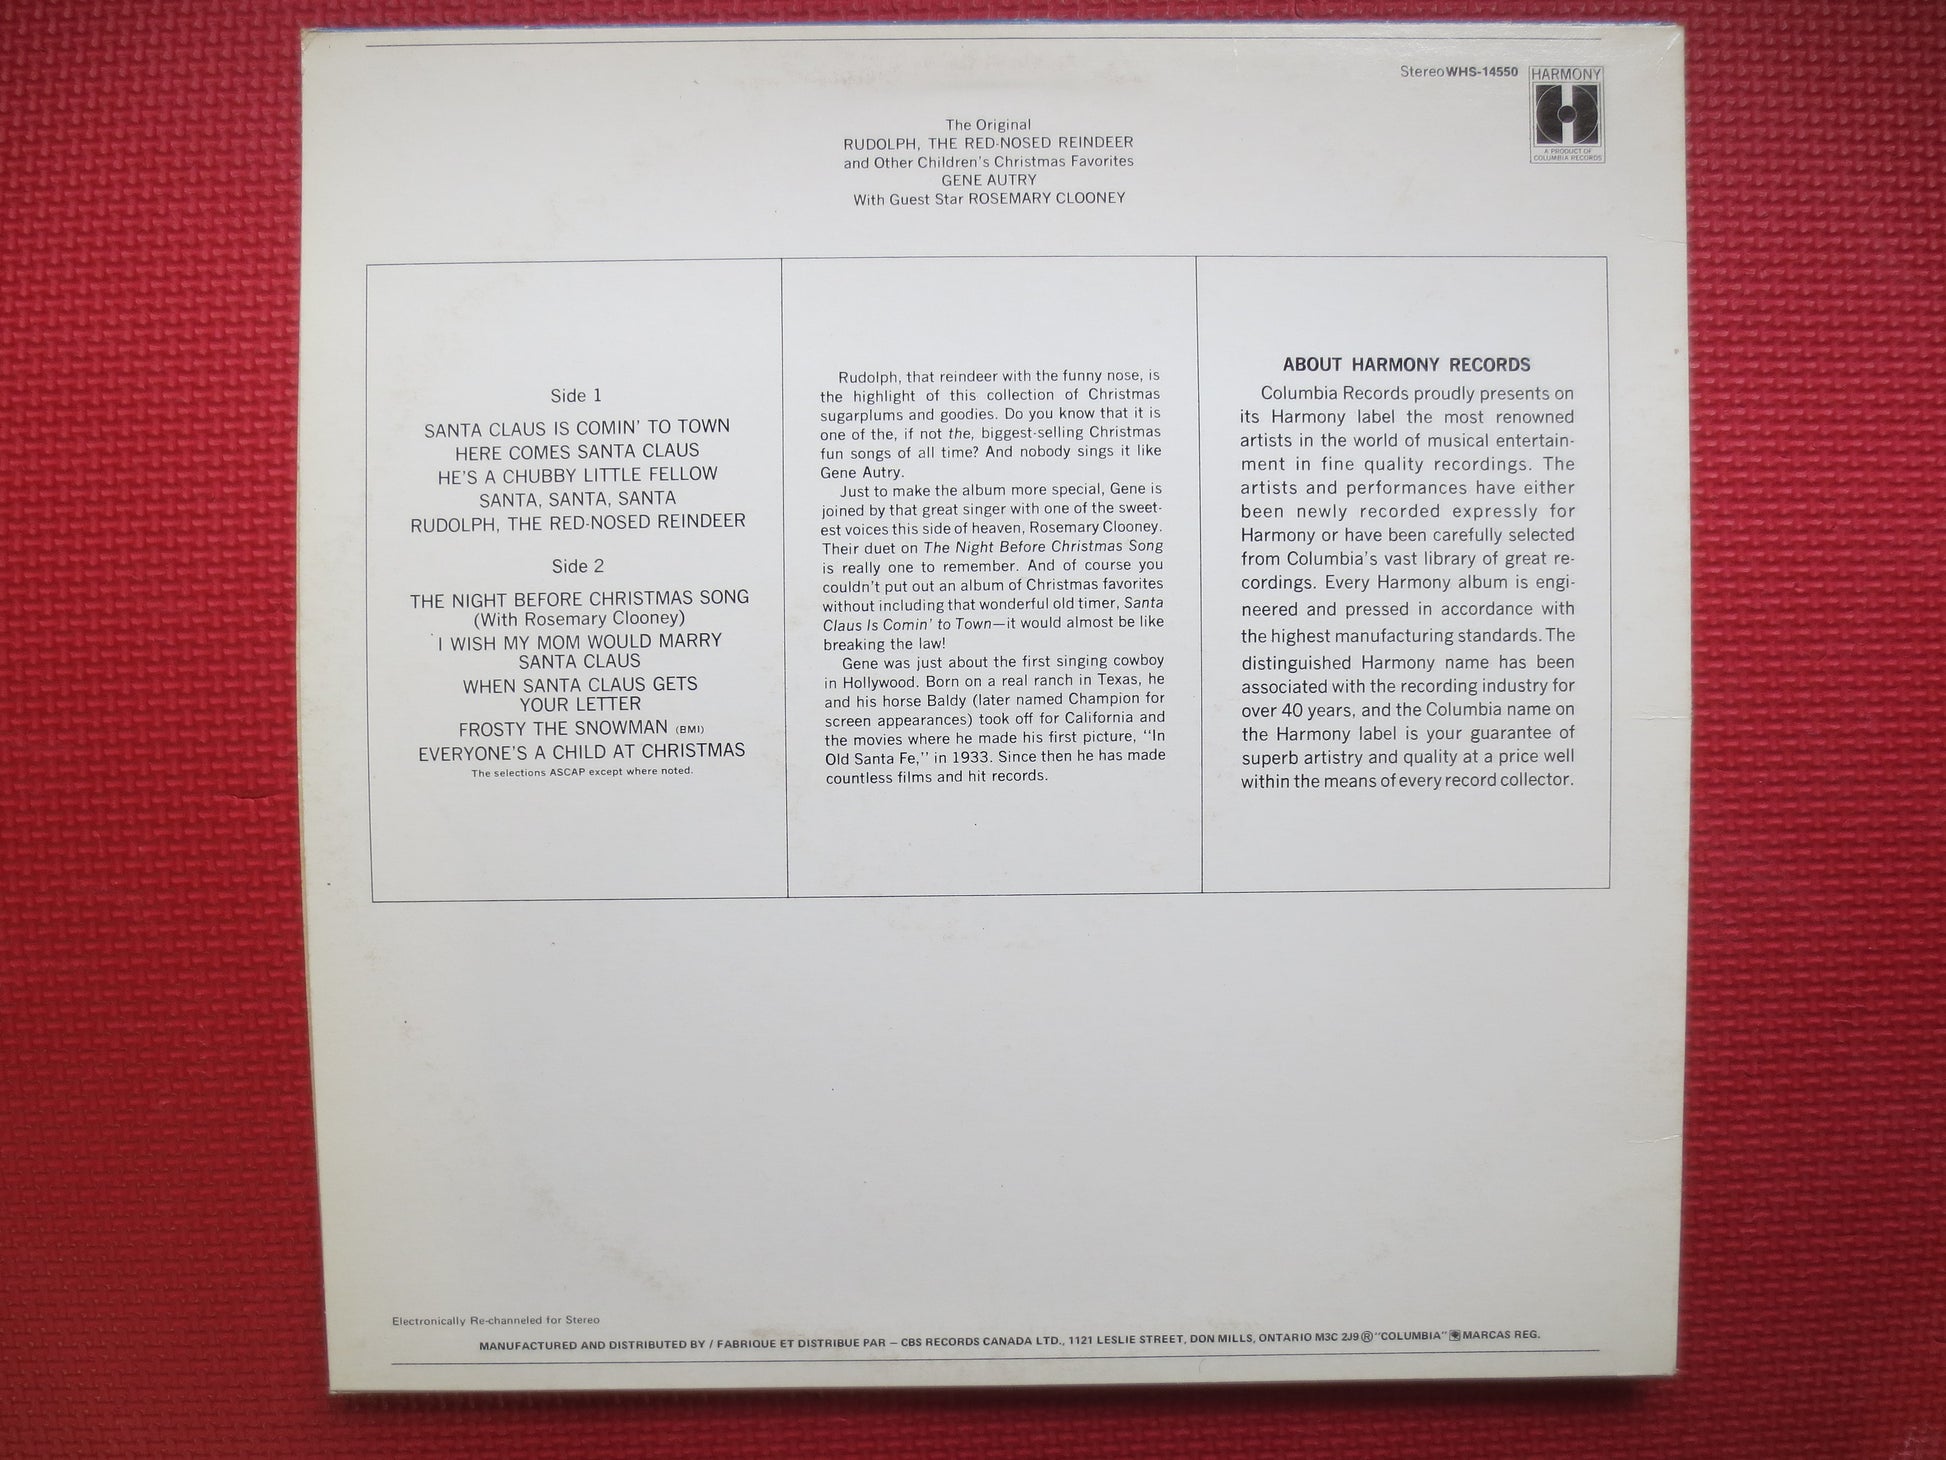 StereoWHS-14550
HARMONY
A PRODUCT OF
COLUMBIA RECORDS
The Original
RUDOLPH, THE RED-NOSED REINDEER
and Other Children's Christmas Favorites
GENE AUTRY
With Guest Star ROSEMARY CLOONEY
Side 1
SANTA CLAUS IS COMIN' TO TOWN
HERE COMES SANTA CLAUS
HE'S A CHUBBY LITTLE FELLOW
SANTA, SANTA, SANTA
RUDOLPH, THE RED-NOSED REINDEER
Side 2
THE NIGHT BEFORE CHRISTMAS SONG
(With Rosemary Clooney)
I WISH MY MOM WOULD MARRY
SANTA CLAUS
WHEN SANTA CLAUS GETS
YOUR LETTER
FROSTY THE SNOWMAN (BMI)
EVERYONE'S A CHILD AT CHRISTMAS
The selections ASCAP except where noted.
Rudolph, that reindeer with the funny nose, is
the highlight of this collection of Christmas
sugarplums and goodies. Do you know that it is
one of the, if not the, biggest-selling Christmas
fun songs of all time? And nobody sings it like
Gene Autry.
Just to make the album more special, Gene is
joined by that great singer with one of the sweet-
est voices this side of heaven, Rosemary Clooney.
Their duet on The Night Before Christmas Song
is really one to remember. And of course you
couldn't put out an album of Christmas favorites
without including that wonderful old timer, Santa
Claus Is Comin' to Town—it would almost be like
breaking the law!
Gene was just about the first singing cowboy
in Hollywood. Born on a real ranch in Texas, he
and his horse Baldy (later named Champion for
screen appearances) took off for California and
the movies where he made his first picture, "In
Old Santa Fe," in 1933. Since then he has made
countless films and hit records.
ABOUT HARMONY RECORDS
Columbia Records proudly presents on
its Harmony label the most renowned
artists in the world of musical entertain-
ment in fine quality recordings. The
artists and performances have either
been newly recorded expressly for
Harmony or have been carefully selected
from Columbia's vast library of great re-
cordings. Every Harmony album is engi-
neered and pressed in accordance with
the highest manufacturing standards. The
distinguished Harmony name has been
associated with the recording industry for
over 40 years, and the Columbia name on
the Harmony label is your guarantee of
superb artistry and quality at a price well
within the means of every record collector.
Electronically Re-channeled for Stereo
MANUFACTURED AND DISTRIBUTED BY / FABRIQUE ET DISTRIBUE PAR — CBS RECORDS CANADA LTD., 1121 LESLIE STREET, DON MILLS, ONTARIO M3C 2J9 ® "COLUMBIA" MARCAS REG.